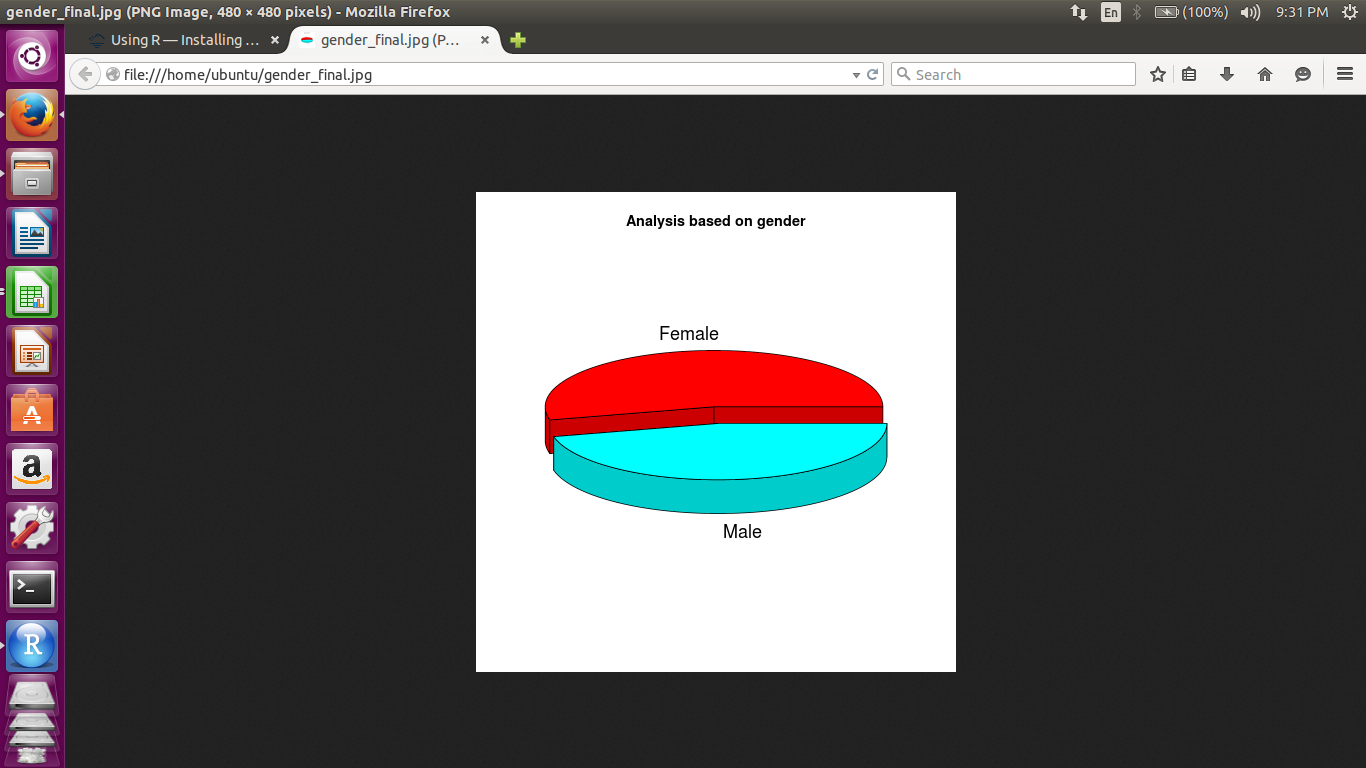 gender_final.jpg (PNG Image, 480 × 480 pixels) - Mozilla Firefox
En
(100%)
9:31 PM
Using R — Installing ...
gender_final.jpg (P...
file:///home/ubuntu/gender_final.jpg
Search
Analysis based on gender
Female
Male
a
>_
R